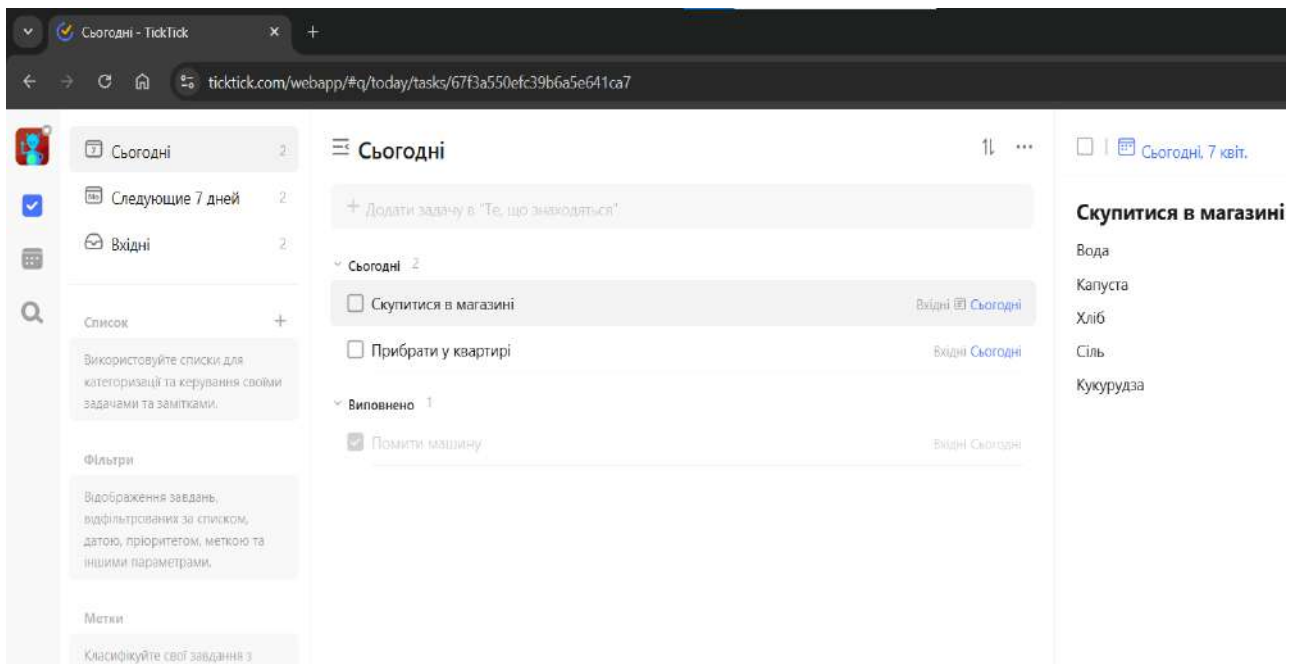 Сьогодні - TickTick
ticktick.com/webapp/#q/today/tasks/67f3a550efc39b6a5e641ca7
Сьогодні 2
Следующие 7 дней 2
Вхідні 2
Список
Використовуйте списки для
категоризації та керування своїми
задачами та замітками.
Фільтри
Відображення завдань,
відфільтрованих за списком,
датою, пріоритетом, меткою та
іншими параметрами.
Метки
Класифікуйте свої завдання з
Сьогодні
Додати задачу в "Те, що знаходяться"
Сьогодні 2
Скупитися в магазині Вхідні Сьогодні
Прибрати у квартирі Вхідні Сьогодні
Виповнено 1
Помити машину Вхідні Сьогодні
Сьогодні, 7 квіт.
Скупитися в магазині
Вода
Капуста
Хліб
Сіль
Кукурудза